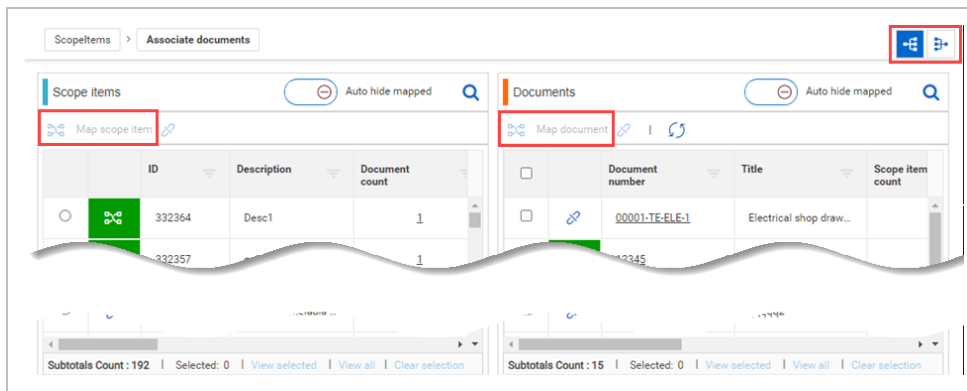 ScopeItems > Associate documents
Scope items Auto hide mapped
Map scope item
ID Description Document count
332364 Desc1 1
332357 1
Subtotals Count : 192 | Selected: 0 | View selected | View all | Clear selection
Documents Auto hide mapped
Map document |
Document number Title Scope item count
00001-TE-ELE-1 Electrical shop draw...
12345
Subtotals Count : 15 | Selected: 0 | View selected | View all | Clear selection